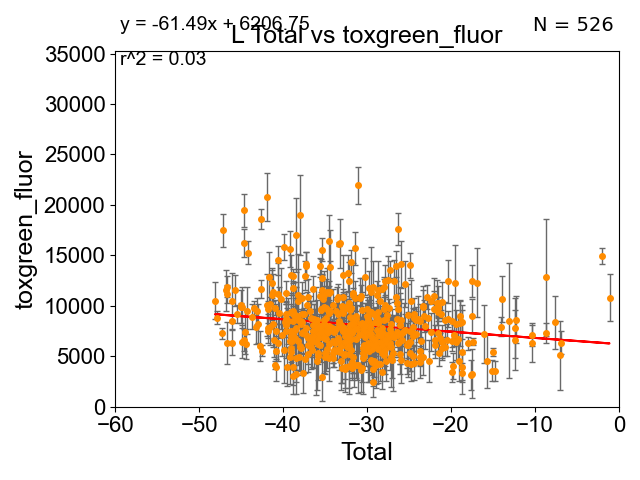 y = -61.49x + 6206.75
N = 526
L Total vs toxgreen_fluor
r^2 = 0.03
35000
30000
25000
20000
15000
10000
5000
0
toxgreen_fluor
−60
−50
−40
−30
−20
−10
0
Total